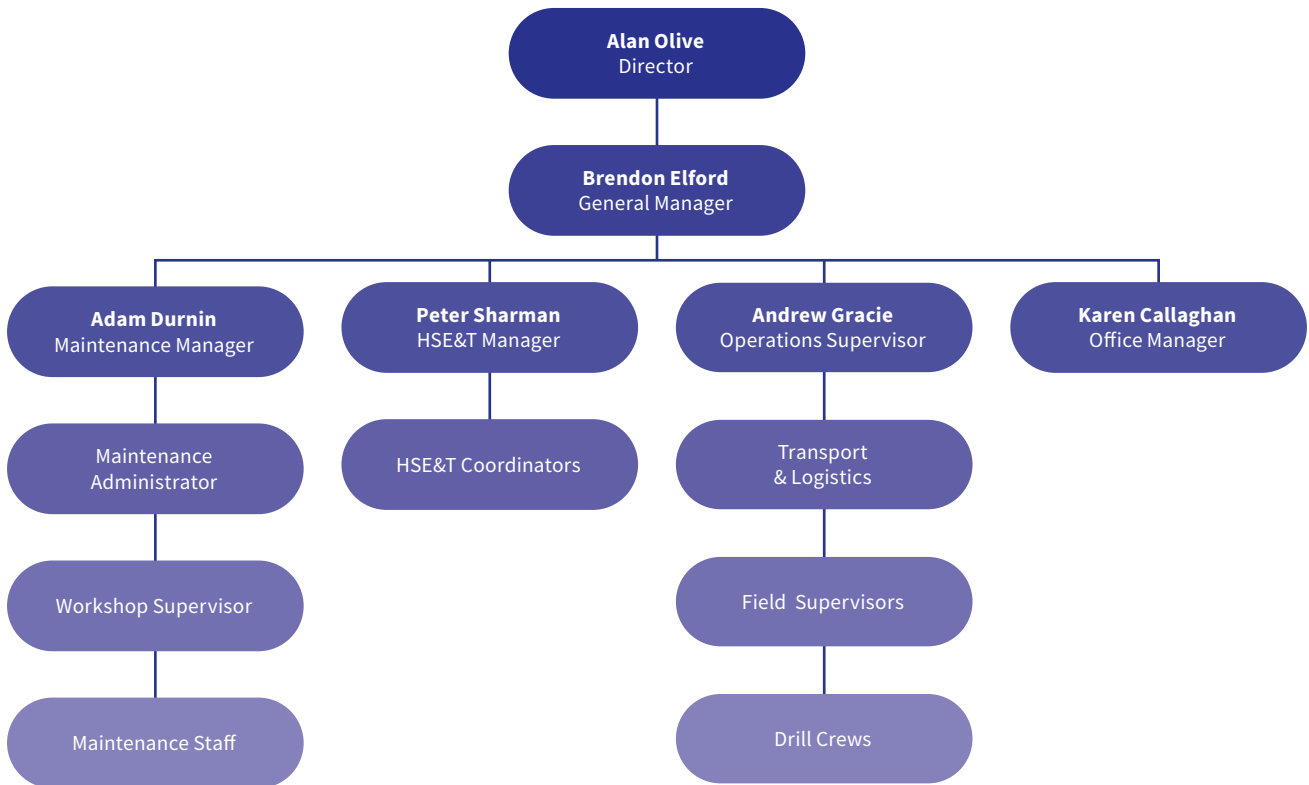 Alan Olive
Director
Brendon Elford
General Manager
Adam Durnin
Maintenance Manager
Peter Sharman
HSE&T Manager
Andrew Gracie
Operations Supervisor
Karen Callaghan
Office Manager
Maintenance
Administrator
HSE&T Coordinators
Transport
& Logistics
Workshop Supervisor
Field  Supervisors
Maintenance Staff
Drill Crews